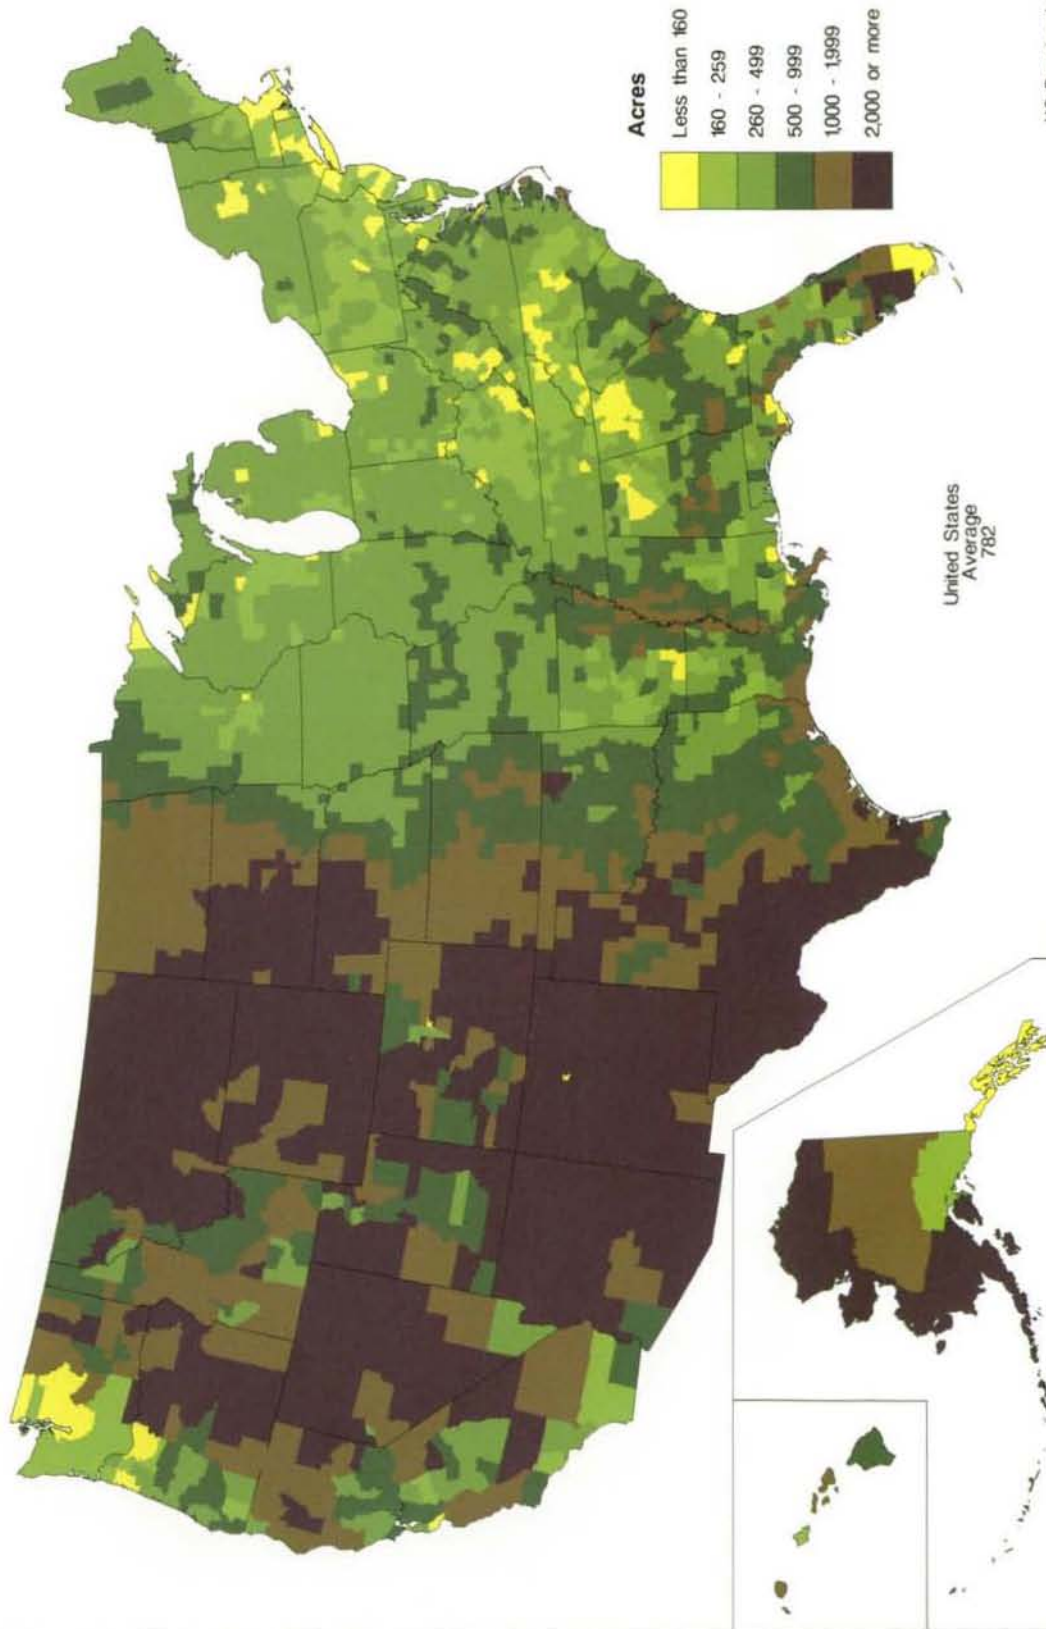 Acres
Less than 160
160 - 259
260 - 499
500 - 999
1,000 - 1,999
2,000 or more
United States
Average
782